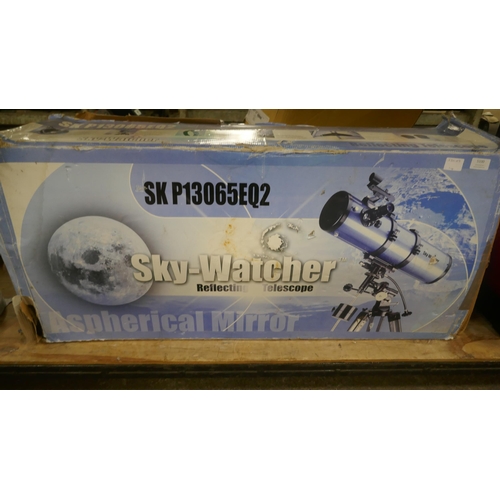 SK P13065EQ2
Sky-Watcher
Reflecting Telescope
Aspherical Mirror